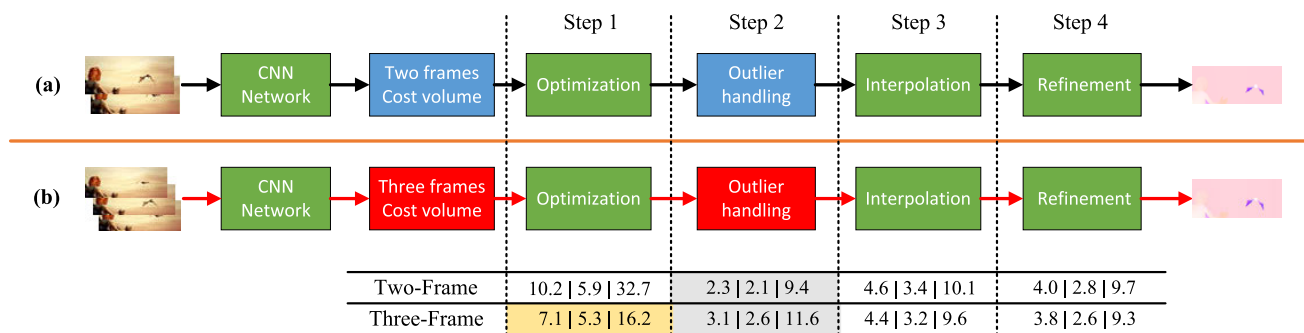 Step 1 Step 2 Step 3 Step 4
(a)
CNN
Network
Two frames
Cost volume
Optimization
Outlier
handling
Interpolation
Refinement
(b)
CNN
Network
Three frames
Cost volume
Optimization
Outlier
handling
Interpolation
Refinement
Two-Frame 10.2 | 5.9 | 32.7 2.3 | 2.1 | 9.4 4.6 | 3.4 | 10.1 4.0 | 2.8 | 9.7
Three-Frame 7.1 | 5.3 | 16.2 3.1 | 2.6 | 11.6 4.4 | 3.2 | 9.6 3.8 | 2.6 | 9.3